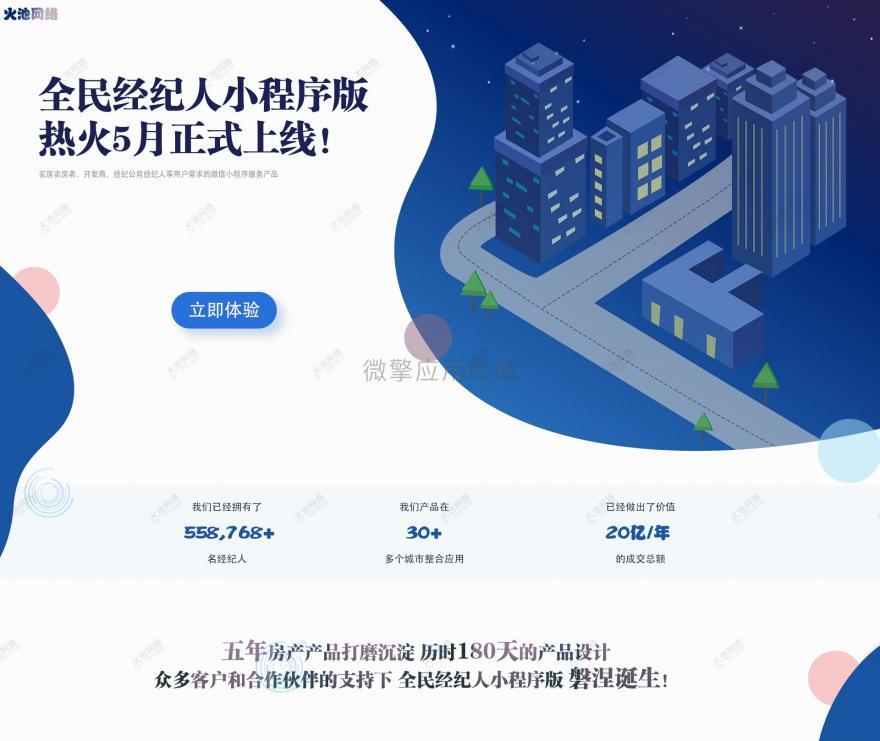 火池网络
全民经纪人小程序版
热火5月正式上线！
买房卖房者、开发商、经纪公司经纪人等用户需求的微信小程序服务产品
立即体验
微擎应用商城
我们已经拥有了
558,768+
名经纪人
我们产品在
30+
多个城市整合应用
已经做出了价值
20亿/年
的成交总额
五年房产产品打磨沉淀 历时180天的产品设计
众多客户和合作伙伴的支持下 全民经纪人小程序版 磐涅诞生！